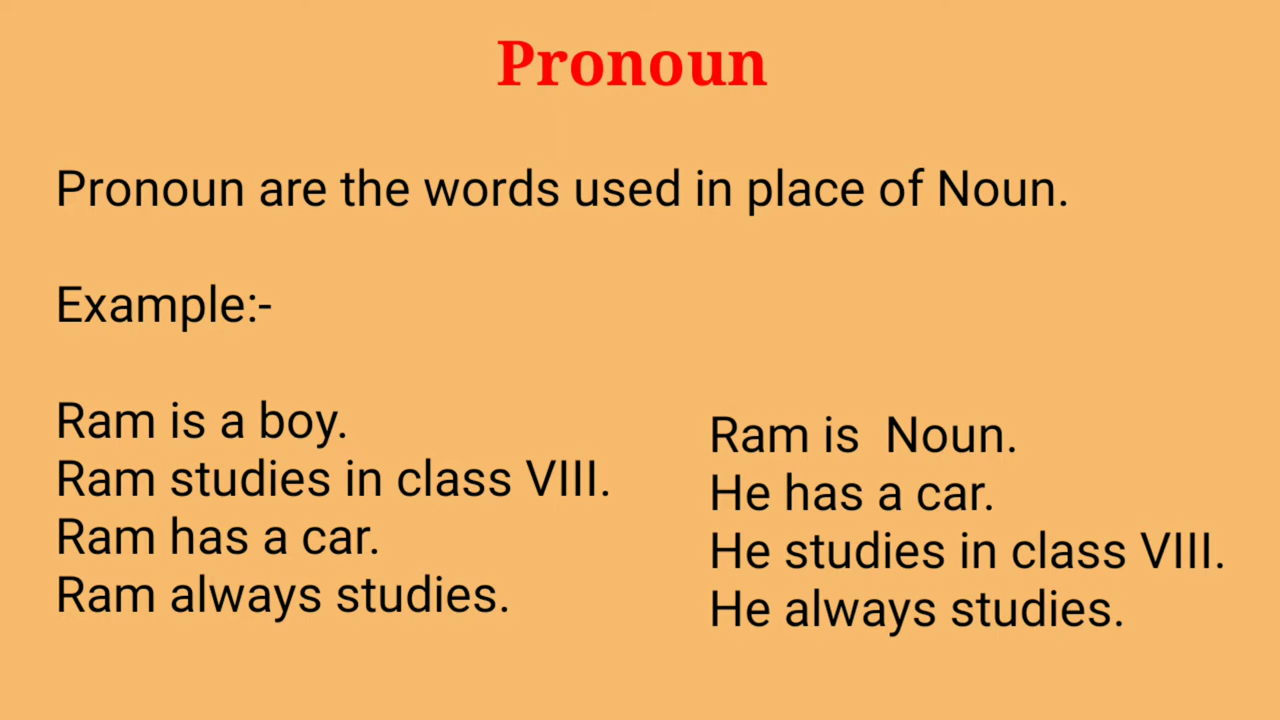 Pronoun
Pronoun are the words used in place of Noun.
Example:-
Ram is a boy.
Ram studies in class VIII.
Ram has a car.
Ram always studies.
Ram is  Noun.
He has a car.
He studies in class VIII.
He always studies.